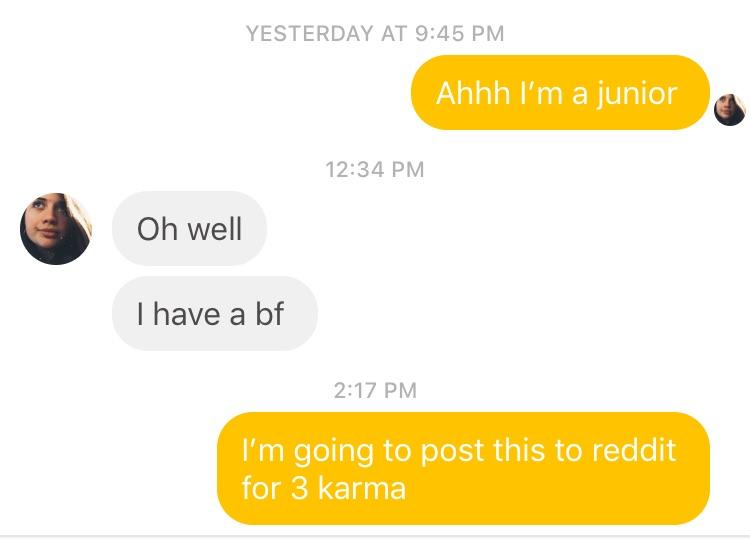 YESTERDAY AT 9:45 PM
Ahhh I’m a junior
12:34 PM
Oh well
I have a bf
2:17 PM
I’m going to post this to reddit
for 3 karma